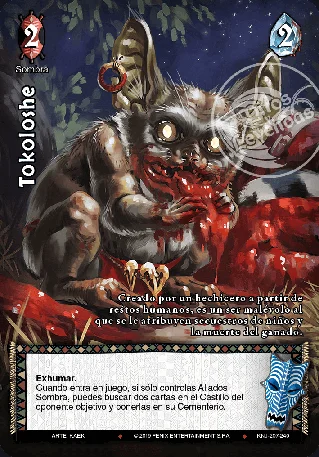 2
2
Sombra
Tokoloshe
Creado por un hechicero a partir de
restos humanos, es un ser malévolo al
que se le atribuyen secuestros de niños y
la muerte del ganado.
Exhumar.
Cuando entra en juego, si sólo controlas Aliados
Sombra, puedes buscar dos cartas en el Castillo del
oponente objetivo y ponerlas en su Cementerio.